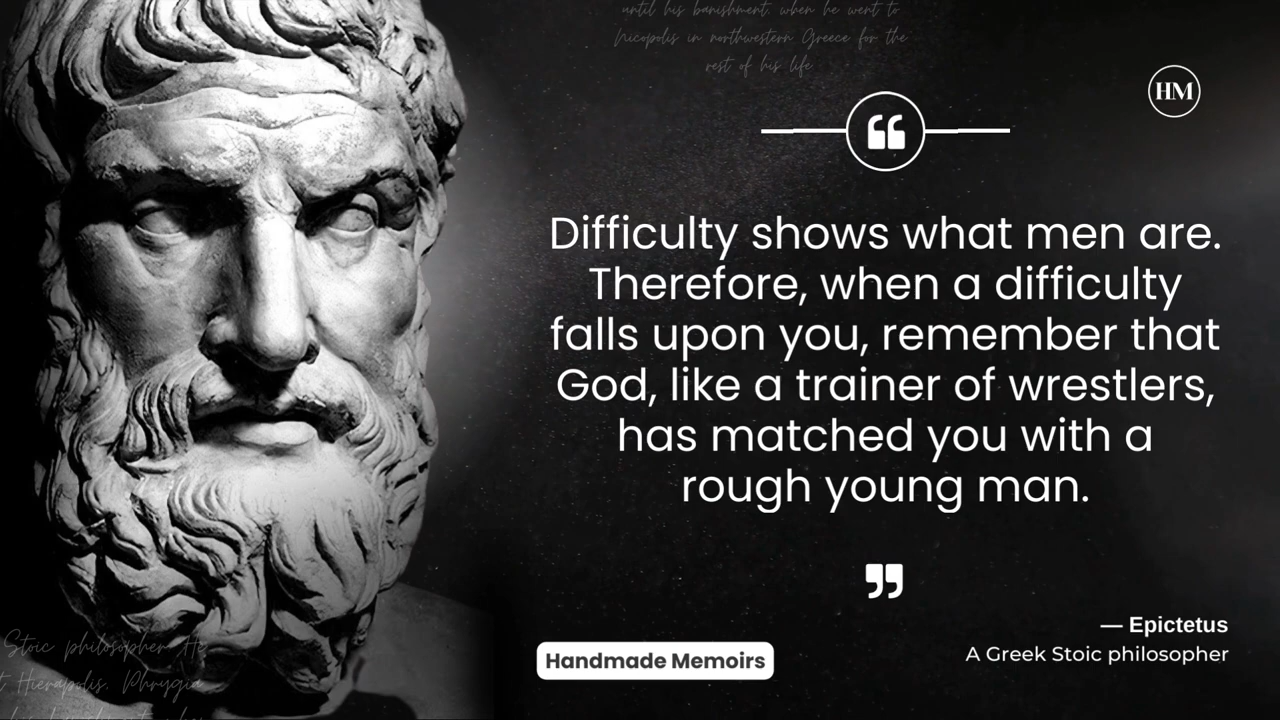 until his banishment, when he went to
Nicopolis in northwestern Greece for the
rest of his life.
HM
Difficulty shows what men are.
Therefore, when a difficulty
falls upon you, remember that
God, like a trainer of wrestlers,
has matched you with a
rough young man.
— Epictetus
A Greek Stoic philosopher
Handmade Memoirs
Stoic philosopher. He
Hierapolis, Phrygia